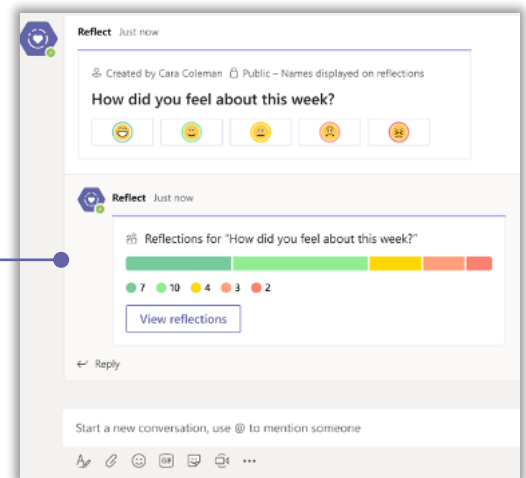 Reflect Just now
Created by Cara Coleman Public – Names displayed on reflections
How did you feel about this week?
Reflect Just now
Reflections for "How did you feel about this week?"
7 10 4 3 2
View reflections
Reply
Start a new conversation, use @ to mention someone
GIF